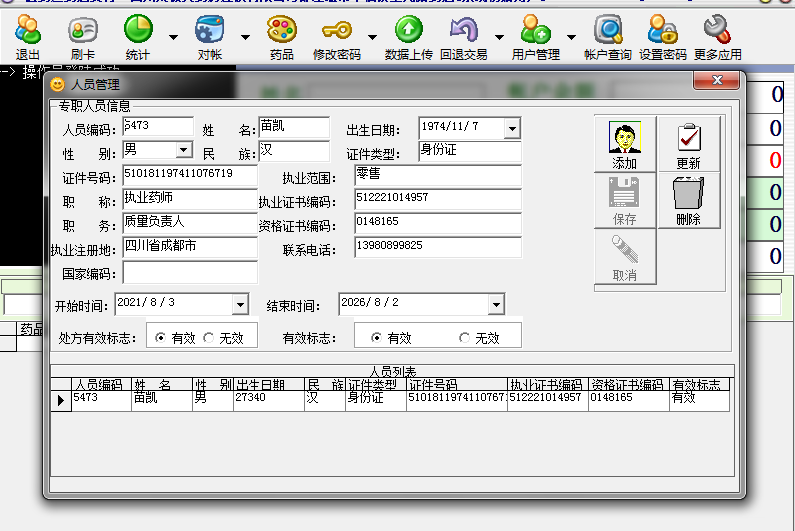 退出 刷卡 统计 对帐 药品 修改密码 数据上传 回退交易 用户管理 帐户查询 设置密码 更多应用
人员管理
专职人员信息
人员编码: 5473 姓 名: 苗凯 出生日期: 1974/11/ 7
性 别: 男 民 族: 汉 证件类型: 身份证
证件号码: 510181197411076719 执业范围: 零售
职 称: 执业药师 执业证书编码: 512221014957
职 务: 质量负责人 资格证书编码: 0148165
执业注册地: 四川省成都市 联系电话: 13980899825
国家编码:
开始时间: 2021/ 8 / 3 结束时间: 2026/ 8 / 2
处方有效标志: 有效 无效 有效标志: 有效 无效
添加 更新
保存 删除
取消
人员列表
人员编码 姓 名 性 别 出生日期 民 族 证件类型 证件号码 执业证书编码 资格证书编码 有效标志
5473 苗凯 男 27340 汉 身份证 51018119741107671 512221014957 0148165 有效
药品
0
0
0
0
0
0